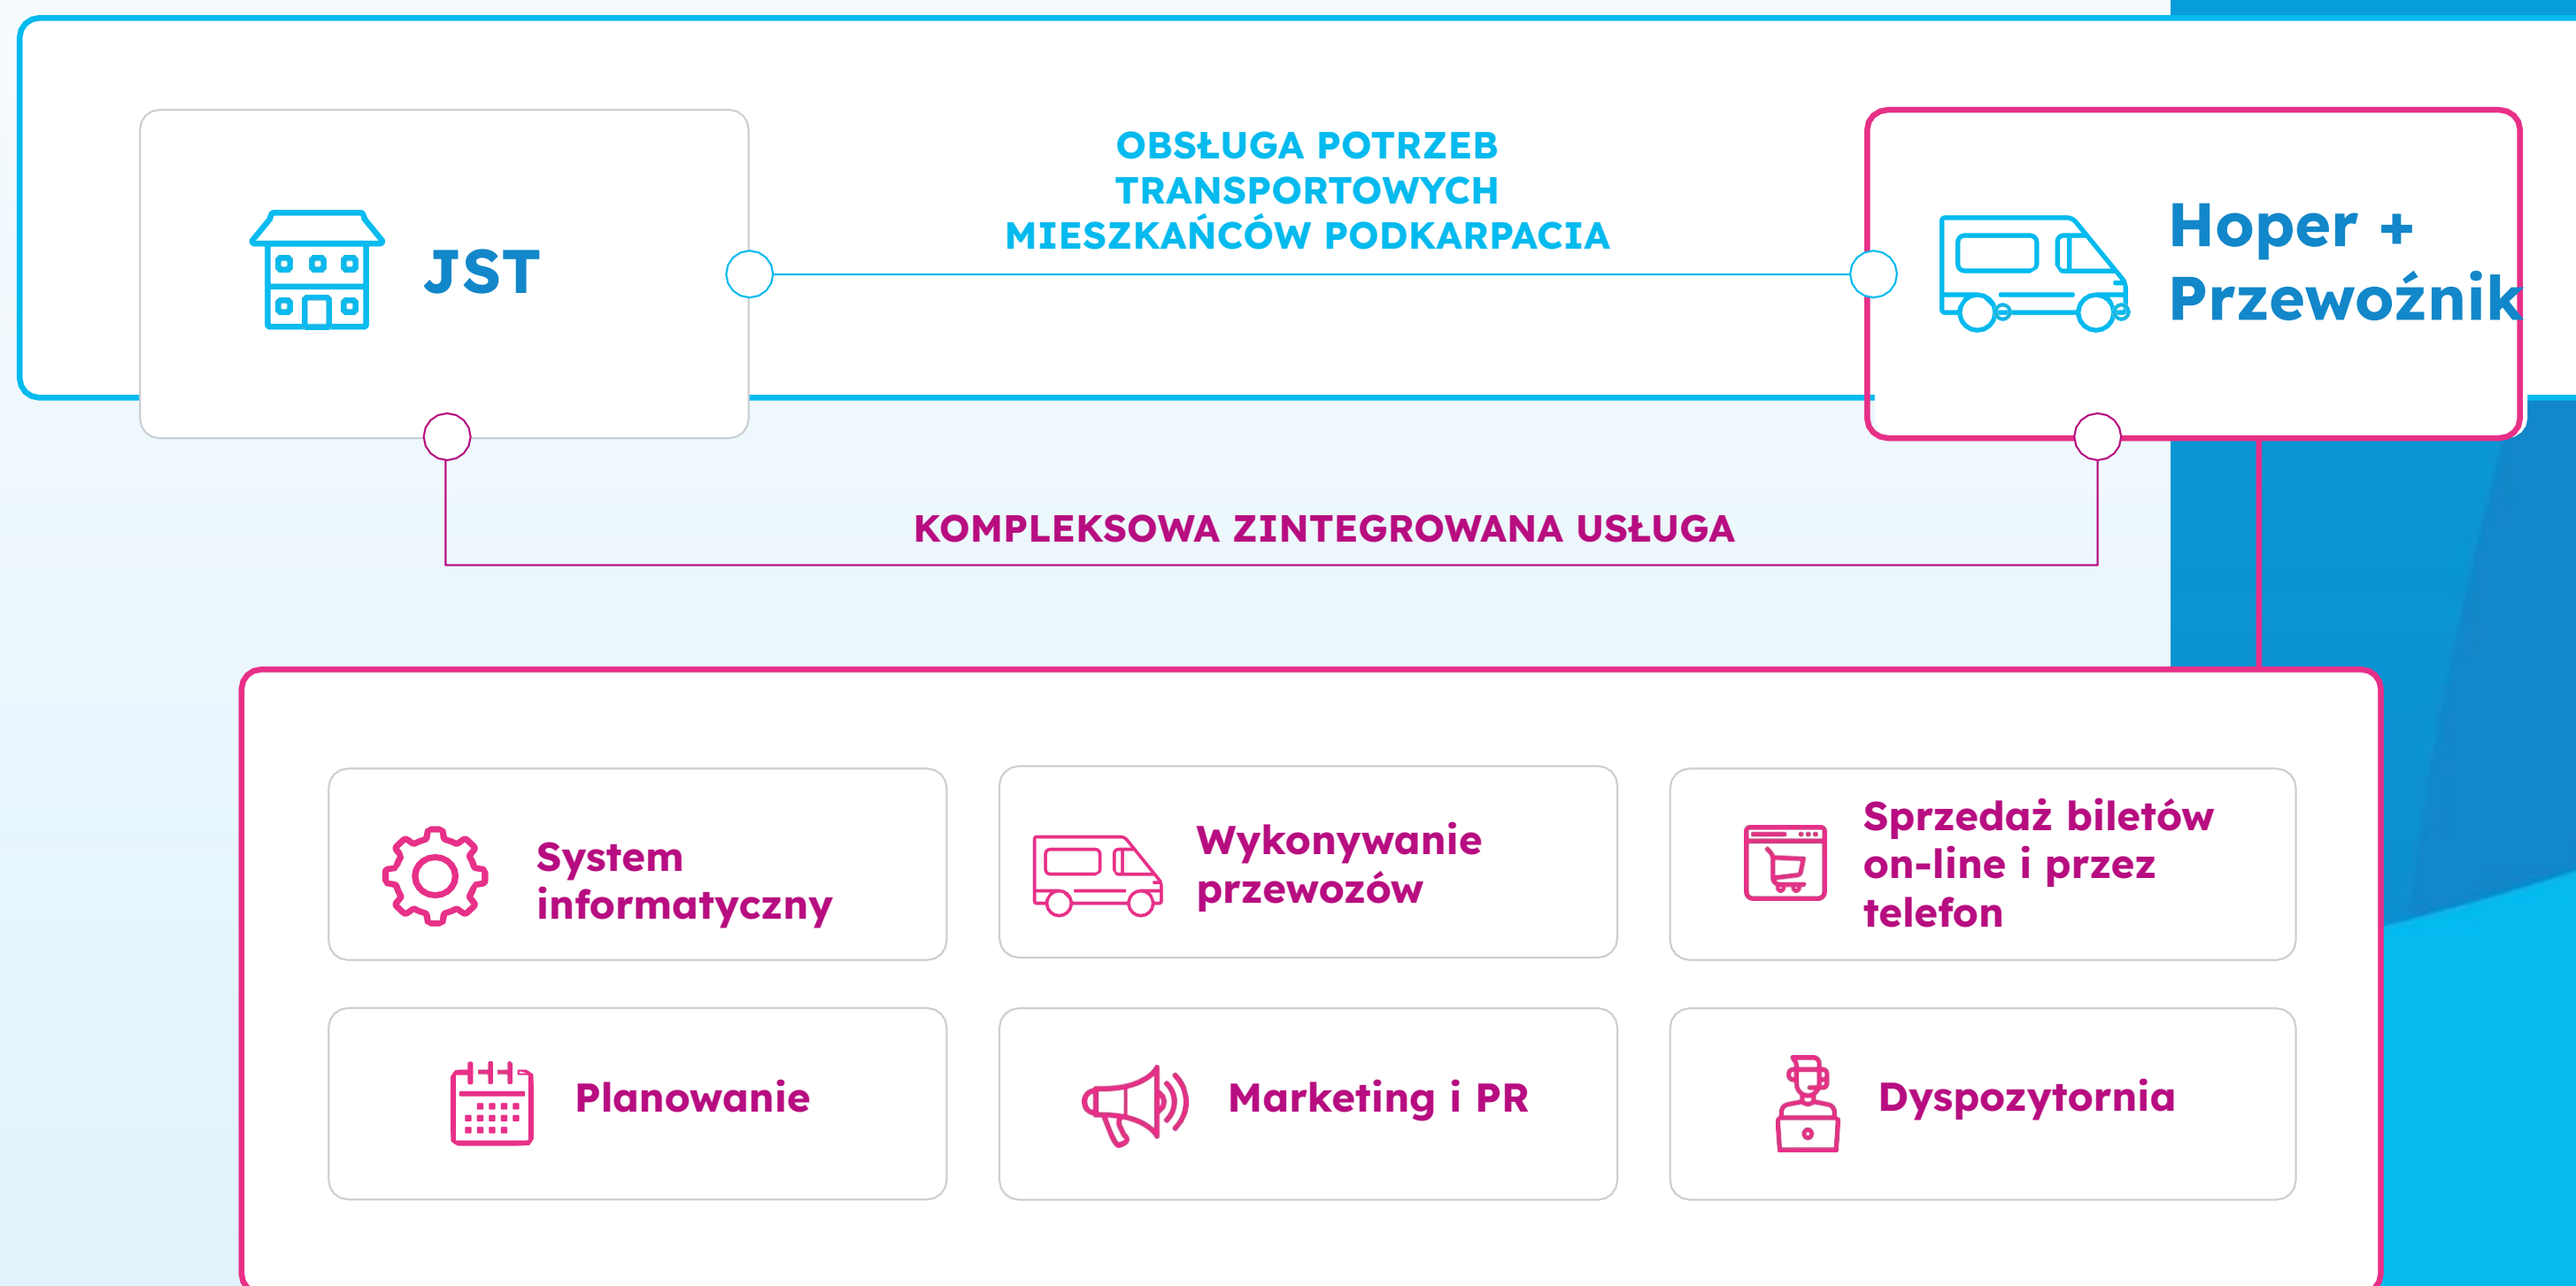 JST
OBSŁUGA POTRZEB
TRANSPORTOWYCH
MIESZKAŃCÓW PODKARPACIA
Hoper +
Przewoźnik
KOMPLEKSOWA ZINTEGROWANA USŁUGA
System
informatyczny
Wykonywanie
przewozów
Sprzedaż biletów
on-line i przez
telefon
Planowanie
Marketing i PR
Dyspozytornia